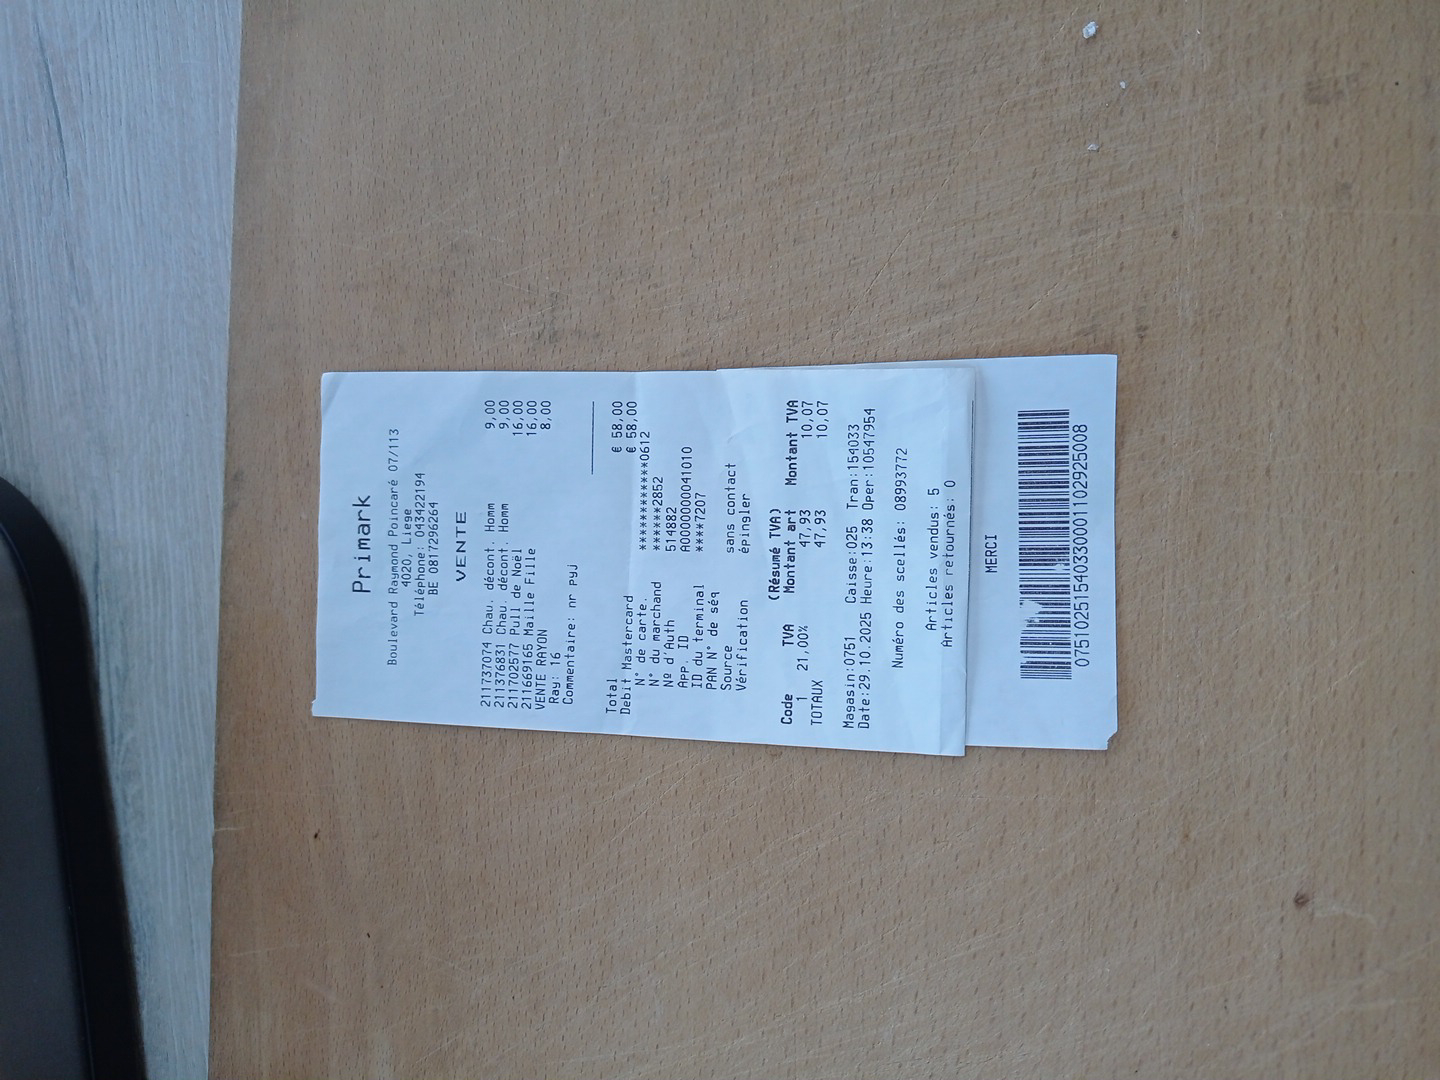 Primark
Boulevard Raymond Poincaré 07/113
4020, Liege
Téléphone: 043422194
BE 0817296264
VENTE
211737074 Chau. décont. Homm 9,00
211376831 Chau. décont. Homm 9,00
211702577 Pull de Noël 16,00
211669165 Maille Fille 16,00
VENTE RAYON 8,00
Ray: 16
Commentaire: nr pyj
Total € 58,00
Debit Mastercard € 58,00
N° de carte. ************0612
N° du marchand ******2852
Nº d'Auth 514882
App. ID A0000000041010
ID du terminal ****7207
PAN N° de séq
Source sans contact
Vérification épingler
(Résumé TVA)
Code TVA Montant art Montant TVA
1 21,00% 47,93 10,07
TOTAUX 47,93 10,07
Magasin:0751 Caisse:025 Tran:154033
Date:29.10.2025 Heure:13:38 Oper:10547954
Numéro des scellés: 08993772
Articles vendus: 5
Articles retournés: 0
MERCI
07510251540330001102925008